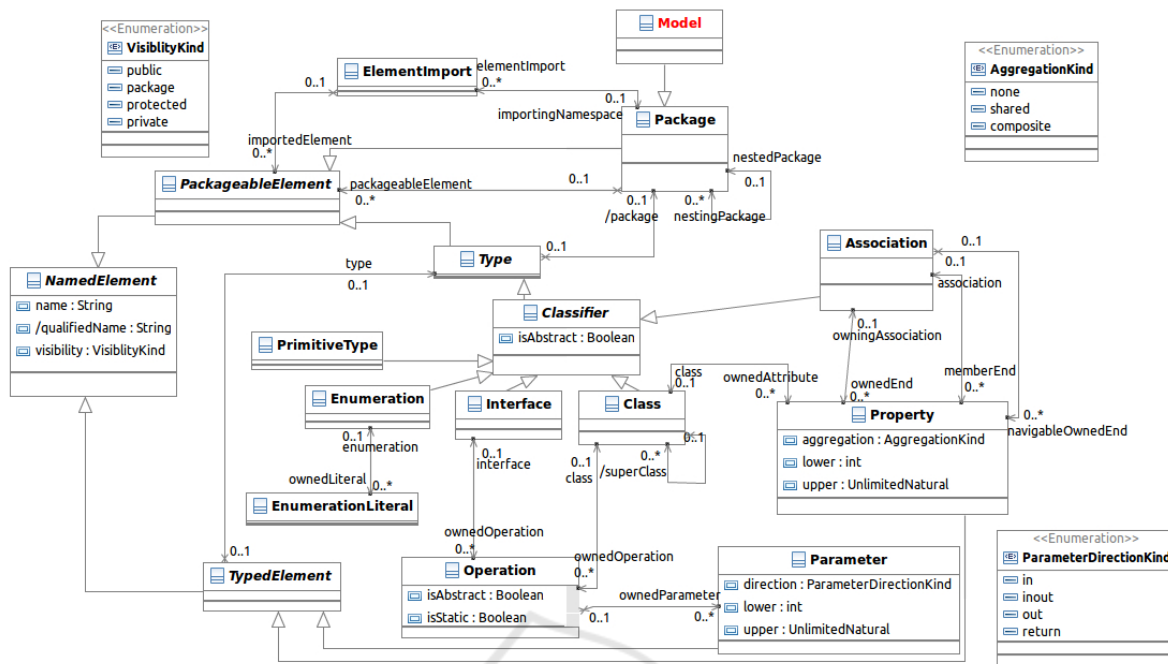 <<Enumeration>>
VisiblityKind
public
package
protected
private
Model
<<Enumeration>>
AggregationKind
none
shared
composite
ElementImport
elementImport
0..1
0..*
0..1
importingNamespace
Package
importedElement
0..*
nestedPackage
0..1
PackageableElement
packageableElement
0..*
0..1
0..1
/package
0..*
nestingPackage
Association
0..1
0..1
association
0..1
owningAssociation
NamedElement
name : String
/qualifiedName : String
visibility : VisiblityKind
type
0..1
Type
0..1
Classifier
isAbstract : Boolean
PrimitiveType
Enumeration
0..1
enumeration
ownedLiteral
0..*
EnumerationLiteral
Interface
0..1
interface
Class
class
0..1
0..1
0..*
/superClass
0..1
class
ownedAttribute
0..*
ownedEnd
0..*
memberEnd
0..*
0..*
navigableOwnedEnd
Property
aggregation : AggregationKind
lower : int
upper : UnlimitedNatural
ownedOperation
0..*
ownedOperation
0..*
0..1
TypedElement
Operation
isAbstract : Boolean
isStatic : Boolean
ownedParameter
0..1
0..*
Parameter
direction : ParameterDirectionKind
lower : int
upper : UnlimitedNatural
<<Enumeration>>
ParameterDirectionKind
in
inout
out
return